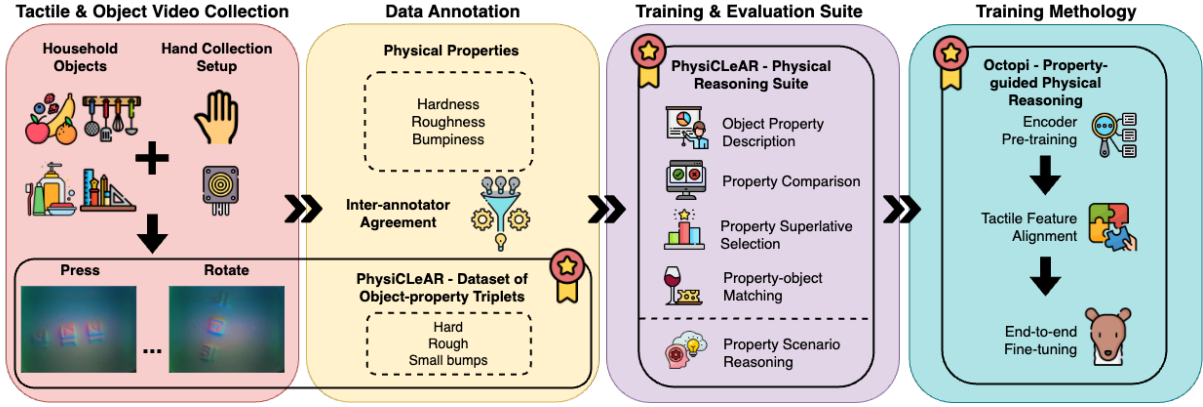 Tactile & Object Video Collection
Household
Objects
Hand Collection
Setup
Press
Rotate
...
Data Annotation
Physical Properties
Hardness
Roughness
Bumpiness
Inter-annotator
Agreement
PhysiCLeAR - Dataset of
Object-property Triplets
Hard
Rough
Small bumps
Training & Evaluation Suite
PhysiCLeAR - Physical
Reasoning Suite
Object Property
Description
Property Comparison
Property Superlative
Selection
Property-object
Matching
Property Scenario
Reasoning
Training Methology
Octopi - Property-
guided Physical
Reasoning
Encoder
Pre-training
Tactile Feature
Alignment
End-to-end
Fine-tuning